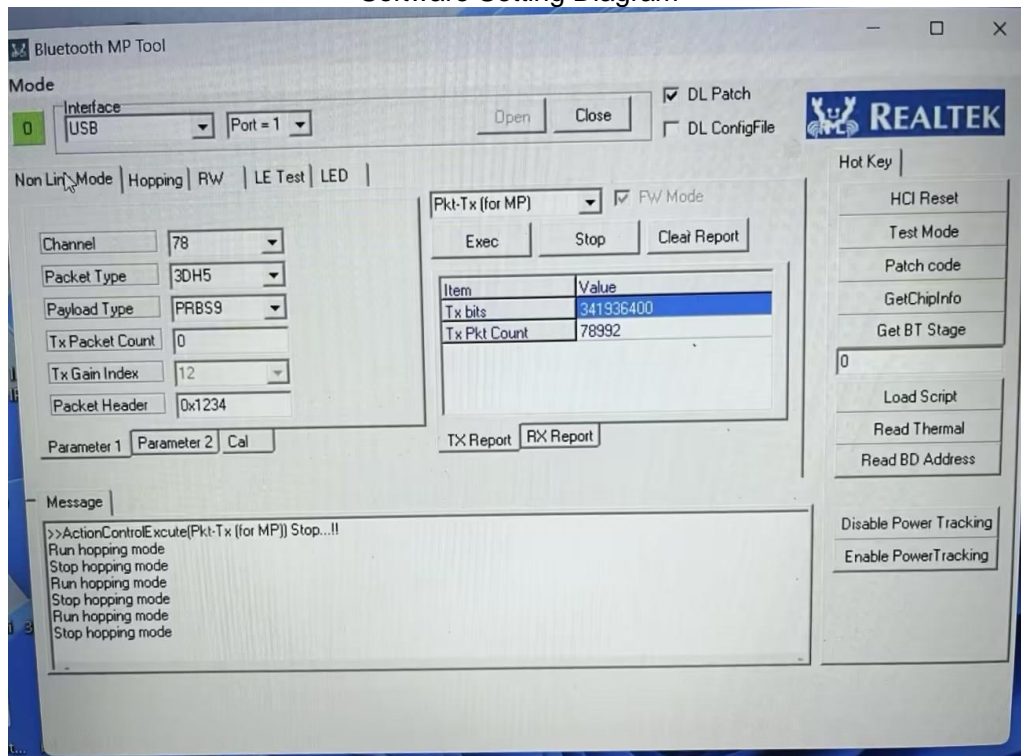 Software Setting Diagram
Bluetooth MP Tool
Mode
Interface
0
USB
Port = 1
Open
Close
DL Patch
DL ConfigFile
REALTEK
Non Link Mode
Hopping
RW
LE Test
LED
Hot Key
Channel
78
Packet Type
3DH5
Payload Type
PRBS9
Tx Packet Count
0
Tx Gain Index
12
Packet Header
0x1234
Parameter 1
Parameter 2
Cal
Pkt-Tx (for MP)
FW Mode
Exec
Stop
Clear Report
Item
Value
Tx bits
341936400
Tx Pkt Count
78992
TX Report
RX Report
HCI Reset
Test Mode
Patch code
GetChipInfo
Get BT Stage
0
Load Script
Read Thermal
Read BD Address
Disable Power Tracking
Enable PowerTracking
Message
>>ActionControlExcute(Pkt-Tx (for MP)) Stop...!!
Run hopping mode
Stop hopping mode
Run hopping mode
Stop hopping mode
Run hopping mode
Stop hopping mode